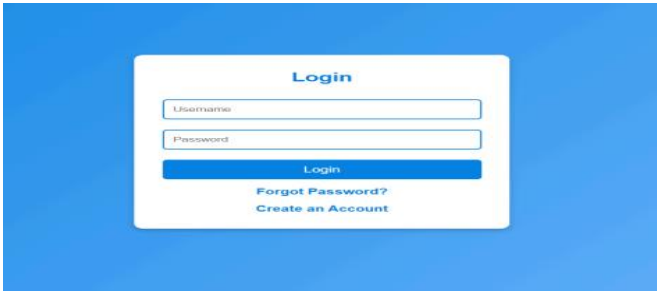 Login
Username
Password
Login
Forgot Password?
Create an Account